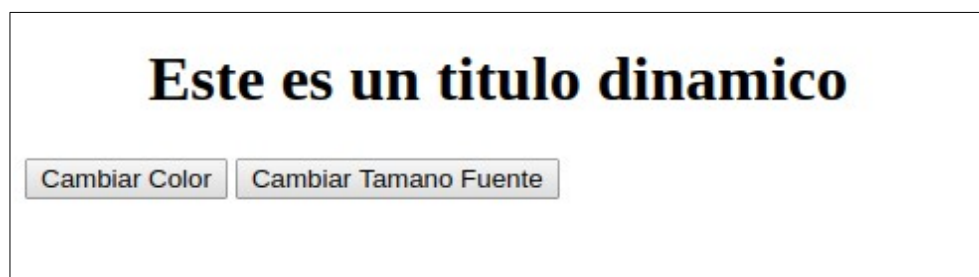 Este es un titulo dinamico
Cambiar Color Cambiar Tamano Fuente